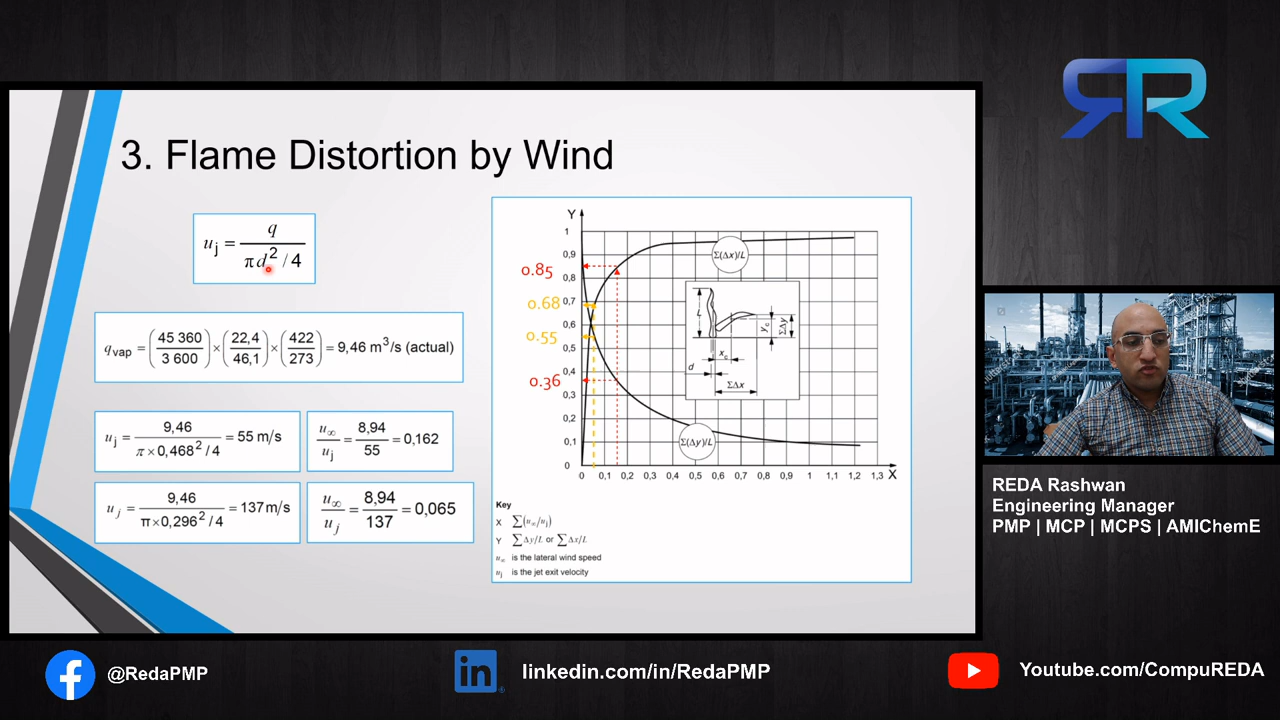 RR
3. Flame Distortion by Wind
u_j = q / (πd² / 4)
q_vap = (45 360 / 3 600) × (22,4 / 46,1) × (422 / 273) = 9,46 m³/s (actual)
u_j = 9,46 / (π × 0,468² / 4) = 55 m/s
u_∞ / u_j = 8,94 / 55 = 0,162
u_j = 9,46 / (π × 0,296² / 4) = 137 m/s
u_∞ / u_j = 8,94 / 137 = 0,065
Y
1
0,9
0,8
0,7
0,6
0,5
0,4
0,3
0,2
0,1
0
0.85
0.68
0.55
0.36
Σ(Δx)/L
Σ(Δy)/L
L
d
x_c
y_c
ΣΔy
ΣΔx
0 0,1 0,2 0,3 0,4 0,5 0,6 0,7 0,8 0,9 1 1,1 1,2 1,3 X
Key
X Σ(u_∞/u_j)
Y ΣΔy/L or ΣΔx/L
u_∞ is the lateral wind speed
u_j is the jet exit velocity
REDA Rashwan
Engineering Manager
PMP | MCP | MCPS | AMIChemE
@RedaPMP
in
linkedin.com/in/RedaPMP
Youtube.com/CompuREDA